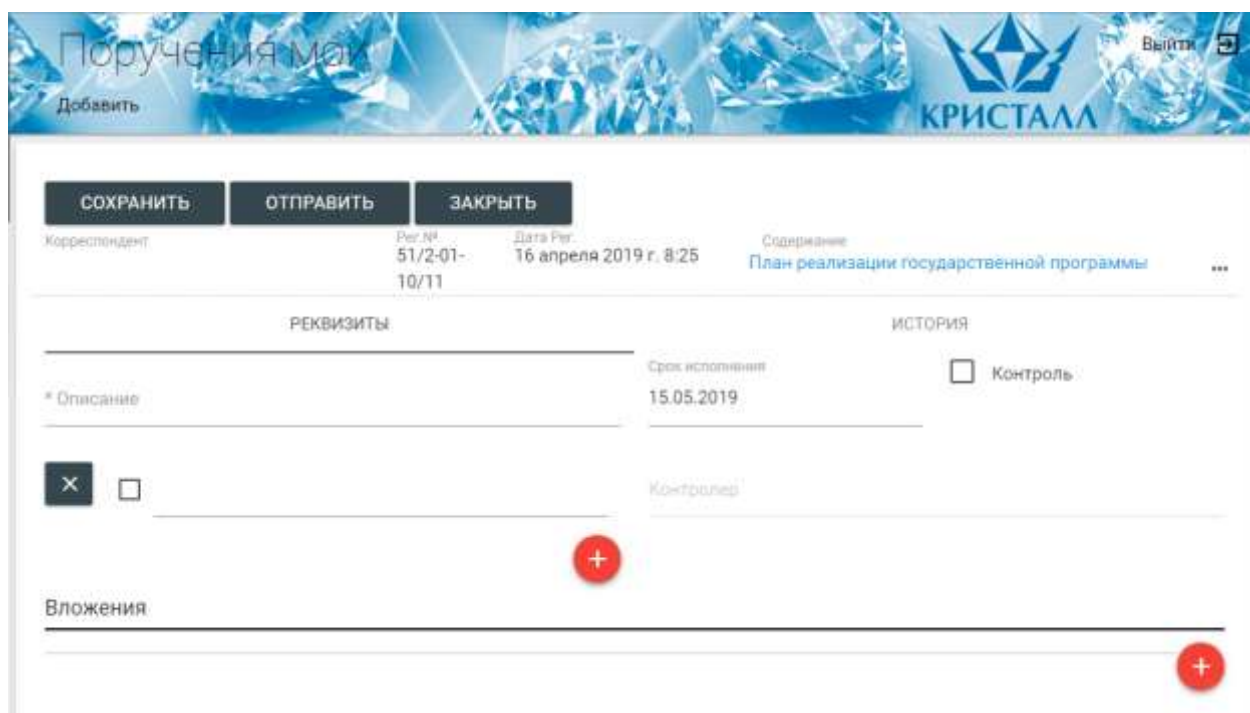 Поручения мои
Выйти
Добавить
КРИСТАЛЛ
СОХРАНИТЬ ОТПРАВИТЬ ЗАКРЫТЬ
Корреспондент Рег.№ Дата Рег. Содержание
51/2-01- 16 апреля 2019 г. 8:25 План реализации государственной программы ...
10/11
РЕКВИЗИТЫ ИСТОРИЯ
Срок исполнения
Контроль
* Описание 15.05.2019
Контролер
Вложения